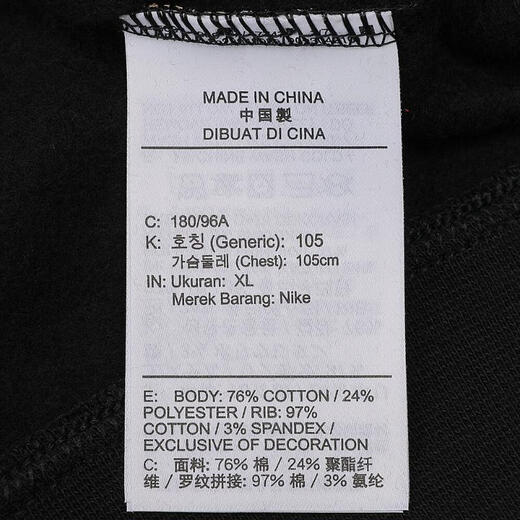 MADE IN CHINA
中国製
DIBUAT DI CINA
C: 180/96A
K: 호칭 (Generic): 105
가슴둘레 (Chest): 105cm
IN: Ukuran: XL
Merek Barang: Nike
E: BODY: 76% COTTON / 24%
POLYESTER / RIB: 97%
COTTON / 3% SPANDEX /
EXCLUSIVE OF DECORATION
C: 面料: 76% 棉 / 24% 聚酯纤
维 / 罗纹拼接: 97% 棉 / 3% 氨纶